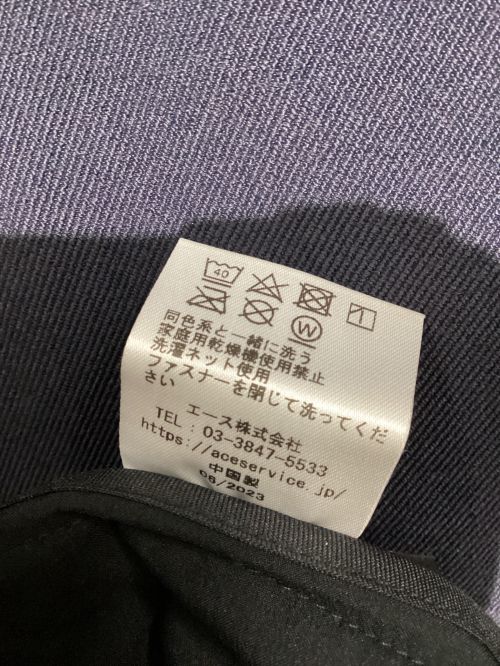 40
W
同色系と一緒に洗う
家庭用乾燥機使用禁止
洗濯ネット使用
ファスナーを閉じて洗ってくだ
さい
エース株式会社
TEL: 03-3847-5533
https://aceservice.jp/
中国製
06/2023